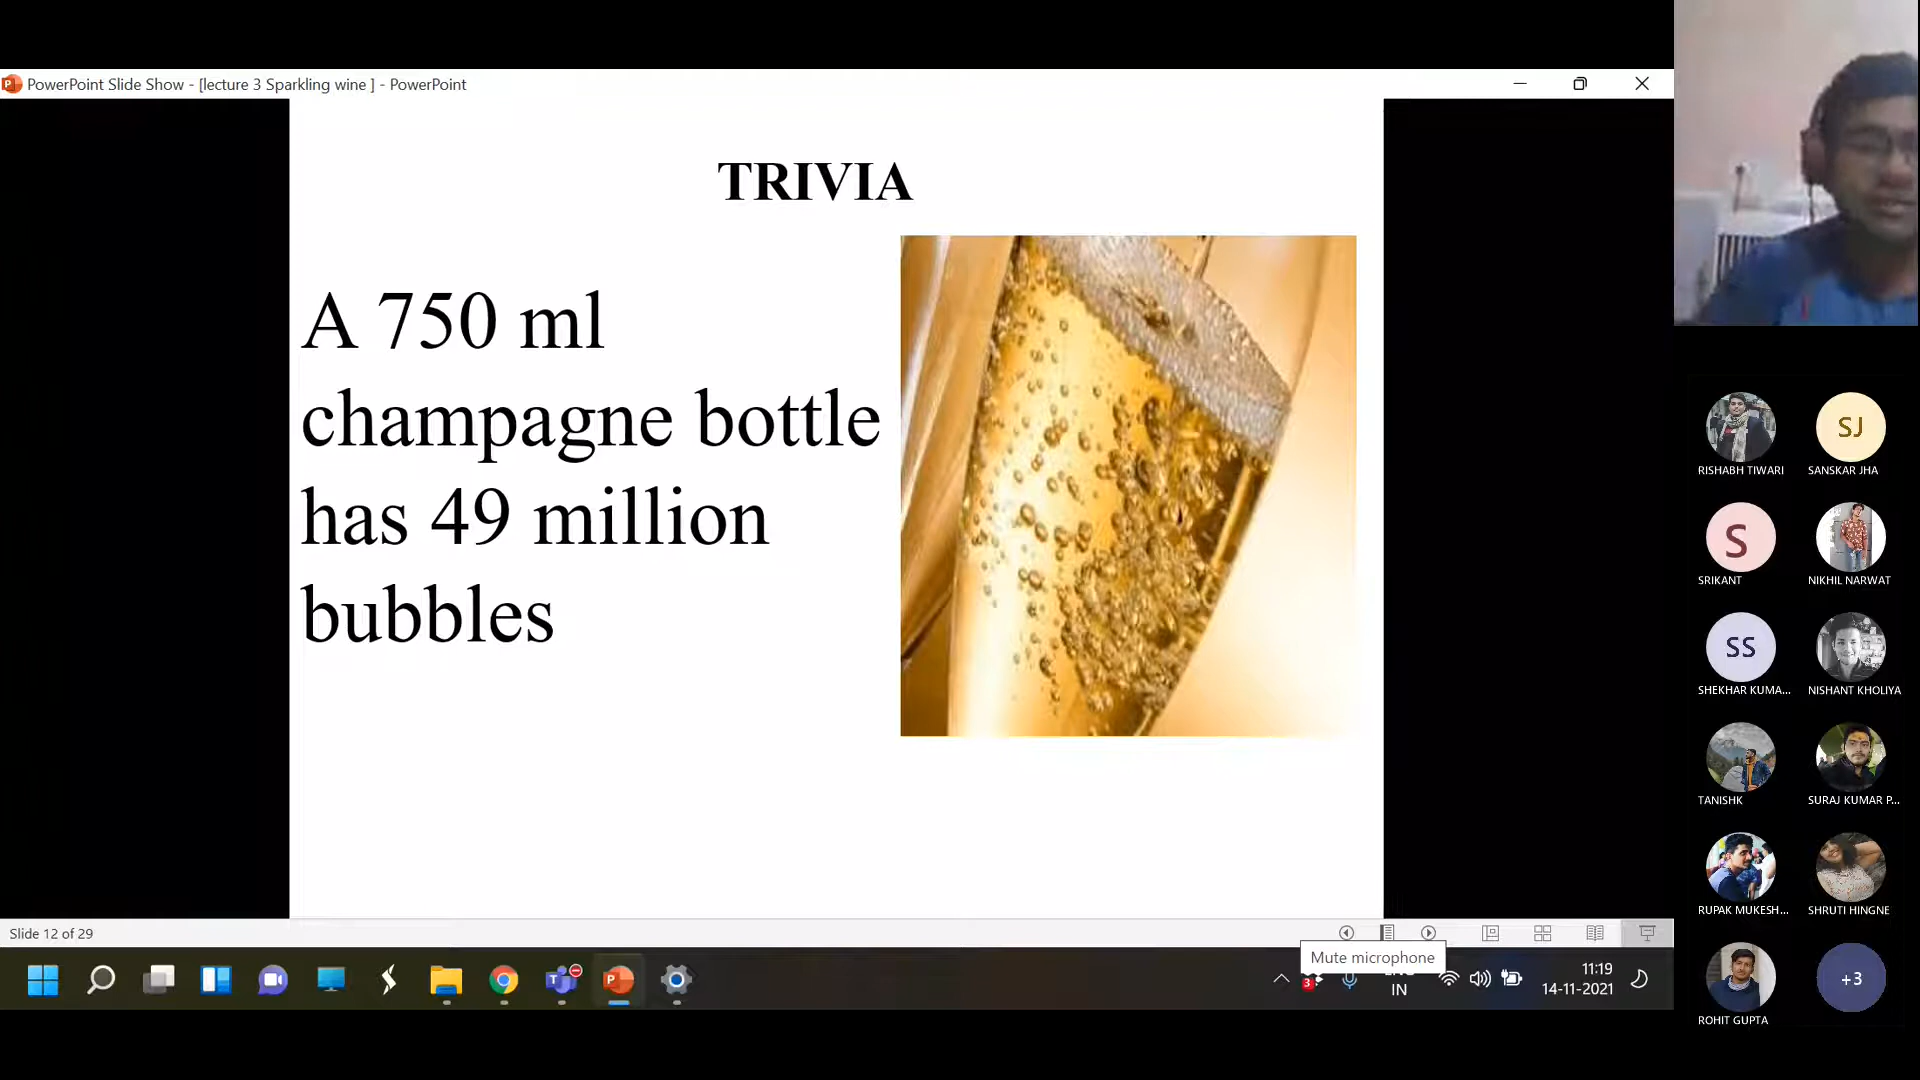 PowerPoint Slide Show - [lecture 3 Sparkling wine ] - PowerPoint
TRIVIA
A 750 ml
champagne bottle
has 49 million
bubbles
Slide 12 of 29
Mute microphone
3
IN
11:19
14-11-2021
RISHABH TIWARI
SJ
SANSKAR JHA
S
SRIKANT
NIKHIL NARWAT
SS
SHEKHAR KUMA...
NISHANT KHOLIYA
TANISHK
SURAJ KUMAR P...
RUPAK MUKESH...
SHRUTI HINGNE
ROHIT GUPTA
+3